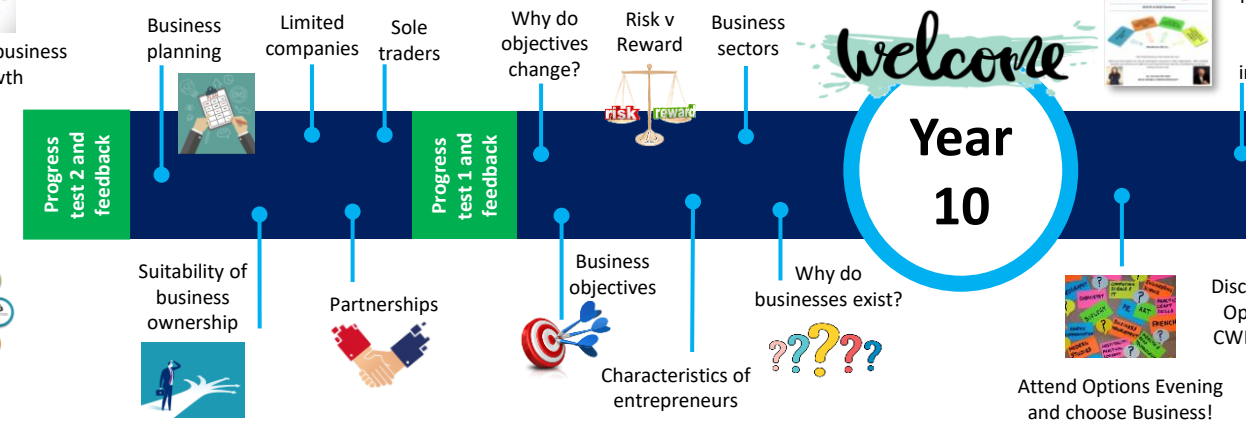 business
Business
planning
Limited
companies
Sole
traders
Why do
objectives
change?
Risk v
Reward
risk
reward
Business
sectors
welcome
Progress
test 2 and
feedback
Progress
test 1 and
feedback
Year
10
Suitability of
business
ownership
Partnerships
Business
objectives
Characteristics of
entrepreneurs
Why do
businesses exist?
Attend Options Evening
and choose Business!